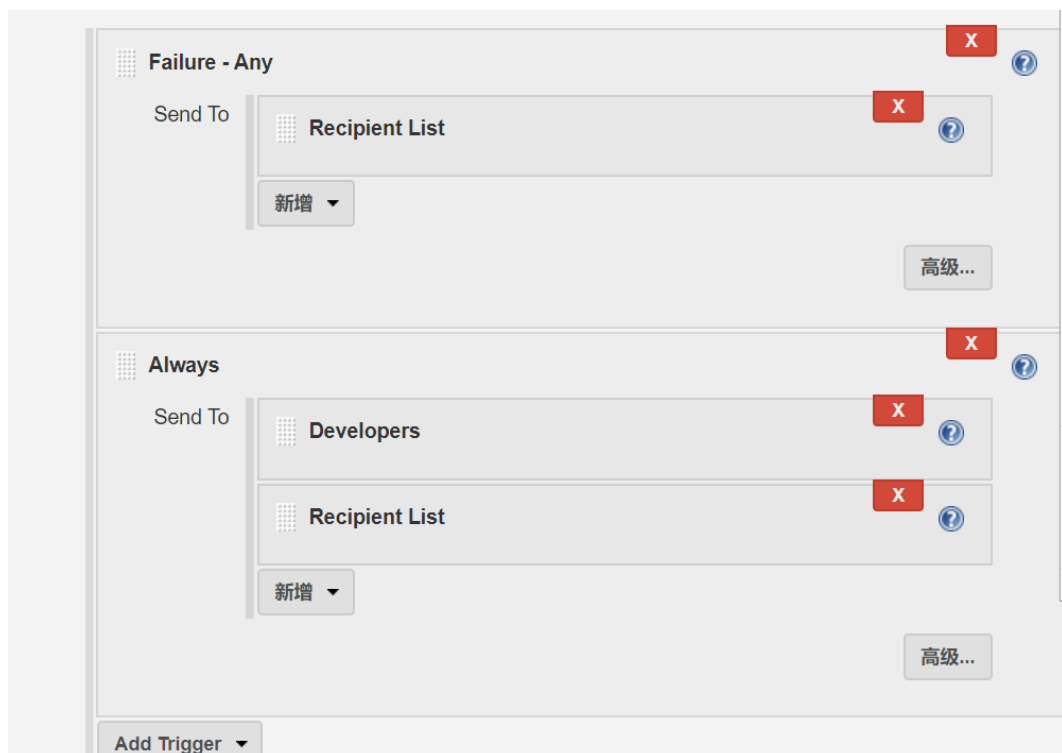 X
Failure - Any
?
Send To
X
Recipient List
?
新增
高级...
X
Always
?
Send To
X
Developers
?
X
Recipient List
?
新增
高级...
Add Trigger